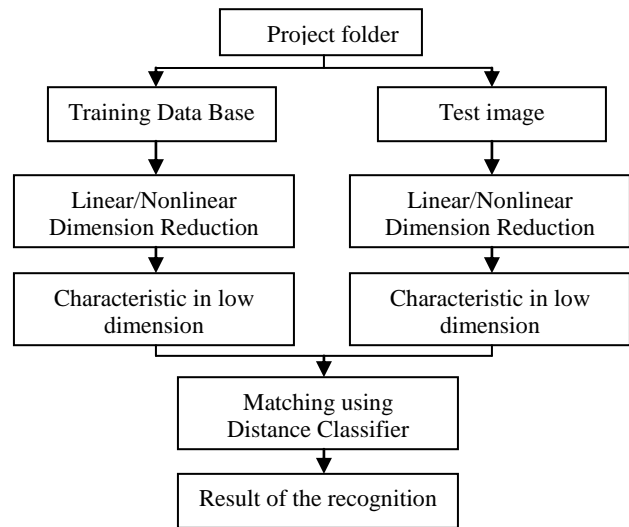 Project folder
Training Data Base
Test image
Linear/Nonlinear
Dimension Reduction
Linear/Nonlinear
Dimension Reduction
Characteristic in low
dimension
Characteristic in low
dimension
Matching using
Distance Classifier
Result of the recognition